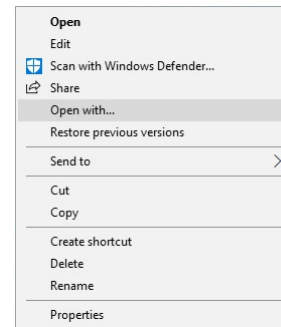 Open
Edit
Scan with Windows Defender...
Share
Open with...
Restore previous versions
Send to
Cut
Copy
Create shortcut
Delete
Rename
Properties